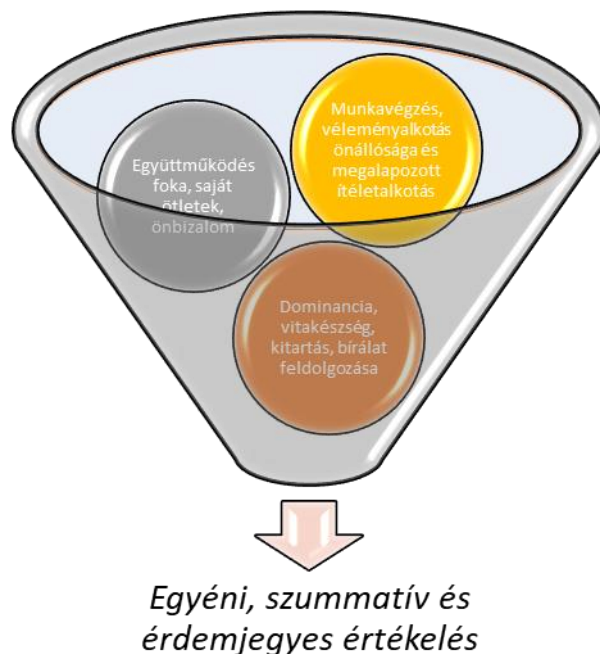 Munkavégzés,
véleményalkotás
önállósága és
megalapozott
ítéletalkotás
Együttműködés
foka, saját
ötletek,
önbizalom
Dominancia,
vitakészség,
kitartás, bírálat
feldolgozása
Egyéni, szummatív és
érdemjegyes értékelés